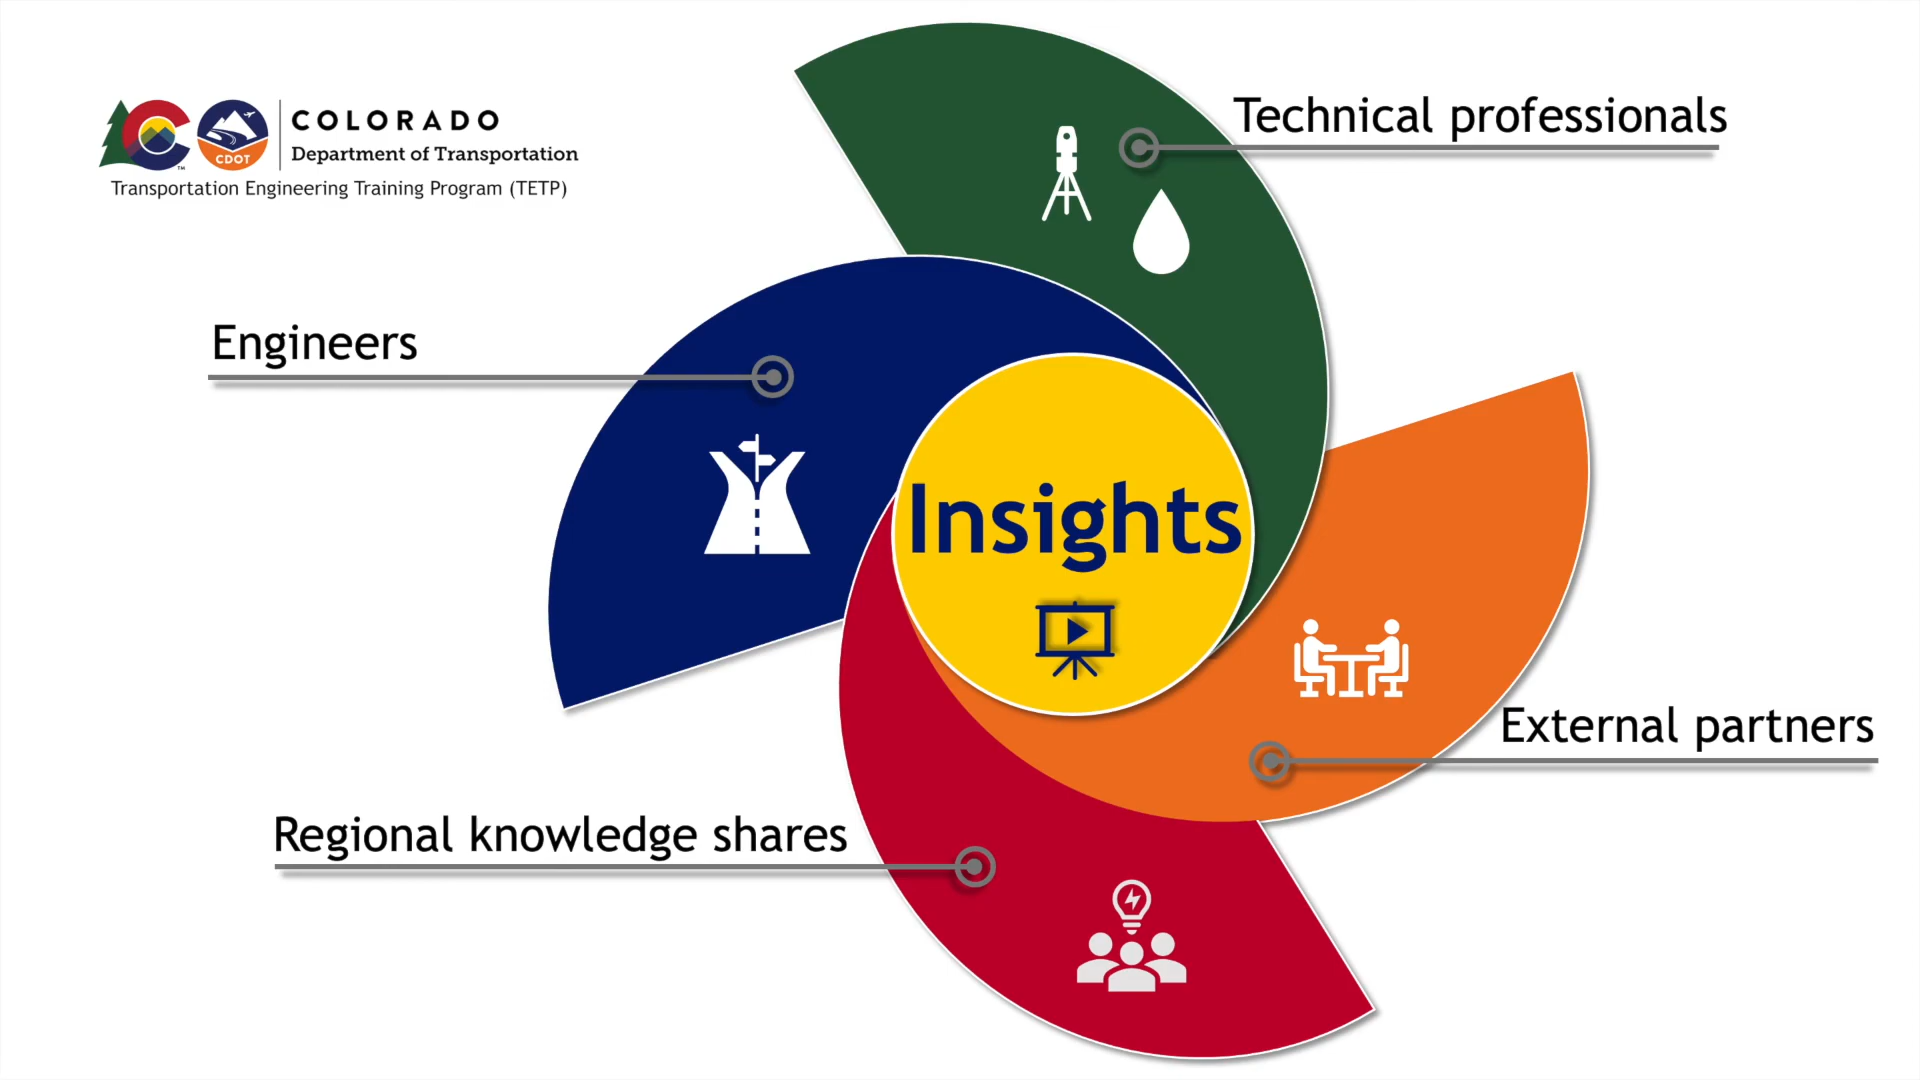 COLORADO
Department of Transportation
CDOT
TM
Transportation Engineering Training Program (TETP)
Technical professionals
Engineers
Insights
External partners
Regional knowledge shares